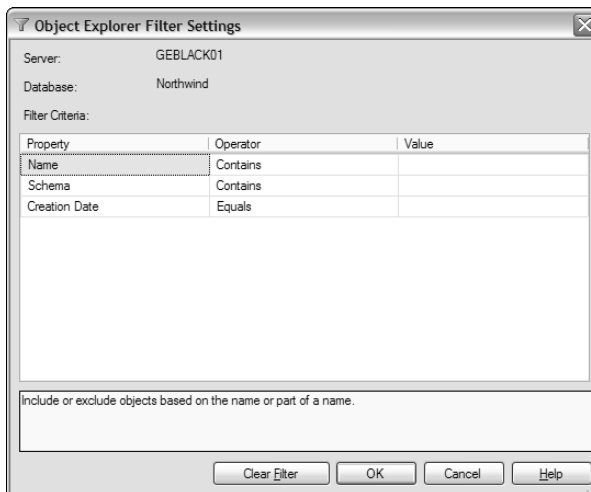 Object Explorer Filter Settings
Server: GEBLACK01
Database: Northwind
Filter Criteria:
Property Operator Value
Name Contains
Schema Contains
Creation Date Equals
Include or exclude objects based on the name or part of a name.
Clear Filter OK Cancel Help